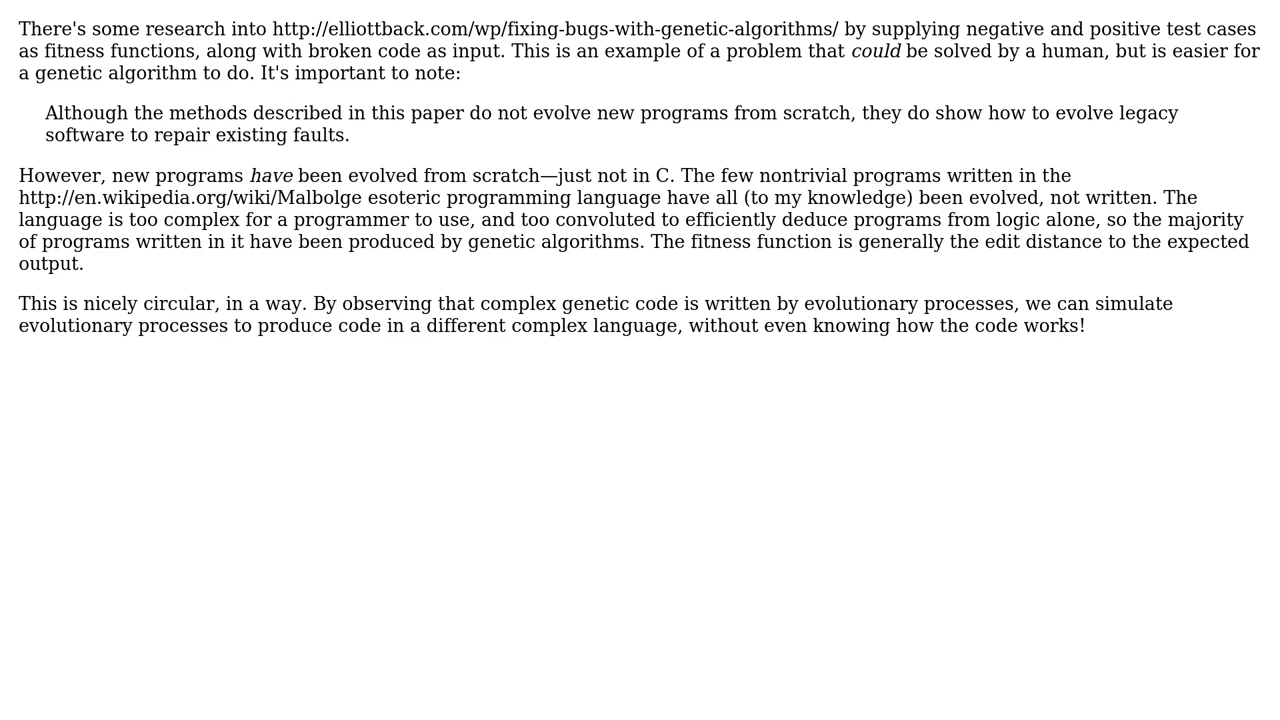 There's some research into http://elliottback.com/wp/fixing-bugs-with-genetic-algorithms/ by supplying negative and positive test cases
as fitness functions, along with broken code as input. This is an example of a problem that could be solved by a human, but is easier for
a genetic algorithm to do. It's important to note:
Although the methods described in this paper do not evolve new programs from scratch, they do show how to evolve legacy
software to repair existing faults.
However, new programs have been evolved from scratch—just not in C. The few nontrivial programs written in the
http://en.wikipedia.org/wiki/Malbolge esoteric programming language have all (to my knowledge) been evolved, not written. The
language is too complex for a programmer to use, and too convoluted to efficiently deduce programs from logic alone, so the majority
of programs written in it have been produced by genetic algorithms. The fitness function is generally the edit distance to the expected
output.
This is nicely circular, in a way. By observing that complex genetic code is written by evolutionary processes, we can simulate
evolutionary processes to produce code in a different complex language, without even knowing how the code works!